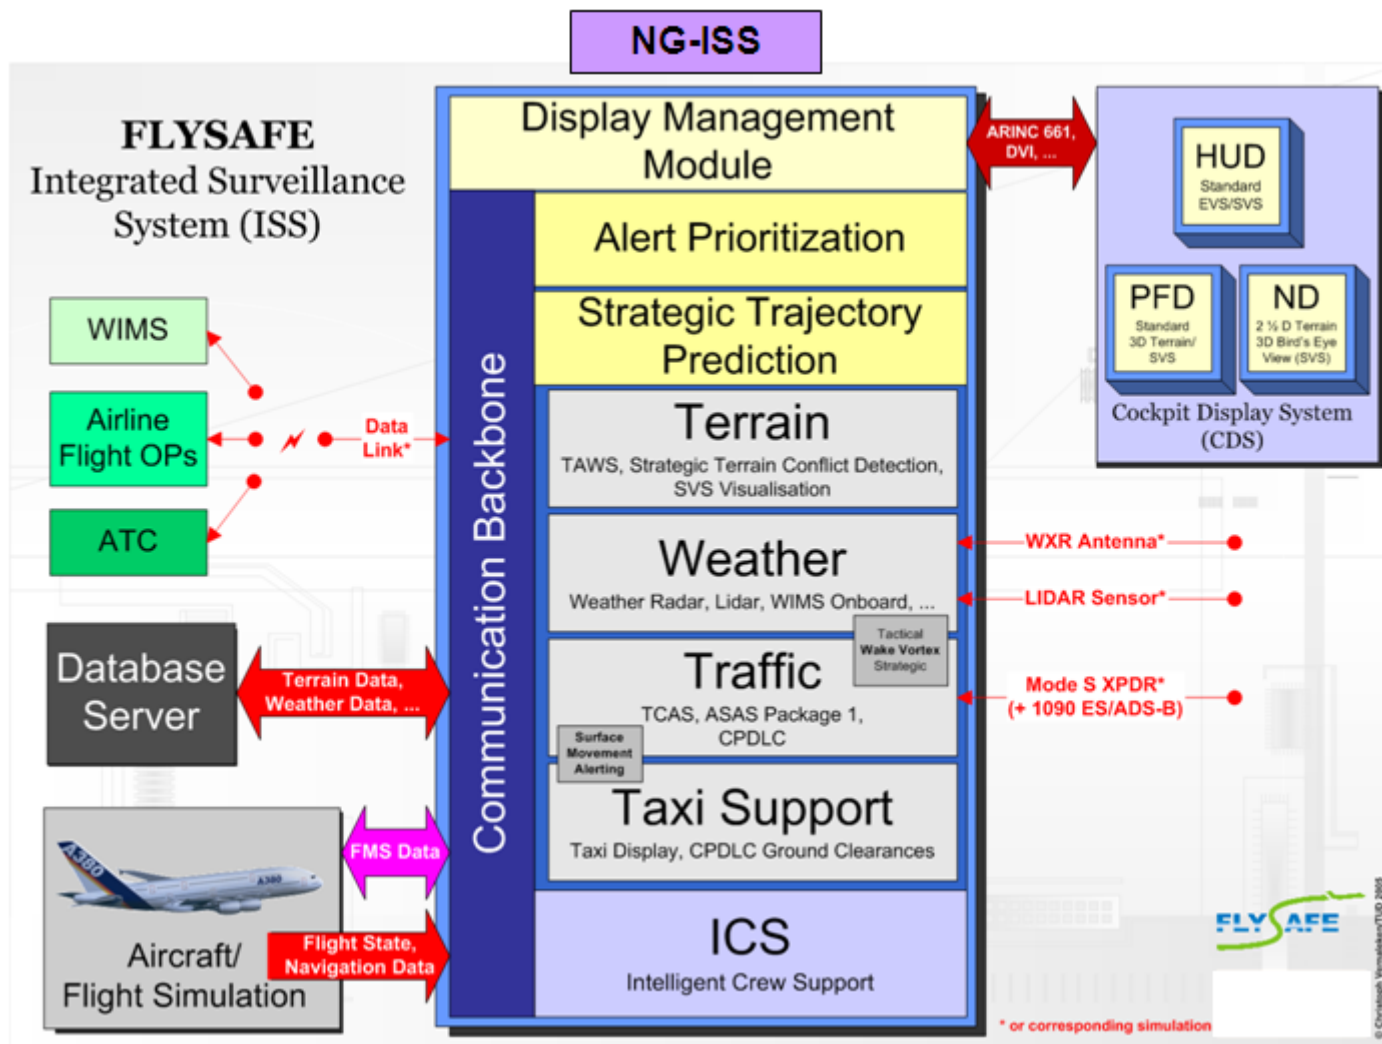 NG-ISS
FLYSAFE
Integrated Surveillance
System (ISS)
WIMS
Airline
Flight OPs
ATC
Data
Link*
Database
Server
Terrain Data,
Weather Data, ...
A380
A380
Aircraft/
Flight Simulation
FMS Data
Flight State,
Navigation Data
Communication Backbone
Display Management
Module
Alert Prioritization
Strategic Trajectory
Prediction
Terrain
TAWS, Strategic Terrain Conflict Detection,
SVS Visualisation
Weather
Weather Radar, Lidar, WIMS Onboard, ...
Tactical
Wake Vortex
Strategic
Traffic
TCAS, ASAS Package 1,
CPDLC
Surface
Movement
Alerting
Taxi Support
Taxi Display, CPDLC Ground Clearances
ICS
Intelligent Crew Support
ARINC 661,
DVI, ...
HUD
Standard
EVS/SVS
PFD
Standard
3D Terrain/
SVS
ND
2 ½ D Terrain
3D Bird's Eye
View (SVS)
Cockpit Display System
(CDS)
WXR Antenna*
LIDAR Sensor*
Mode S XPDR*
(+ 1090 ES/ADS-B)
FLYSAFE
* or corresponding simulation
© Christoph Vernaleken/TUD 2005